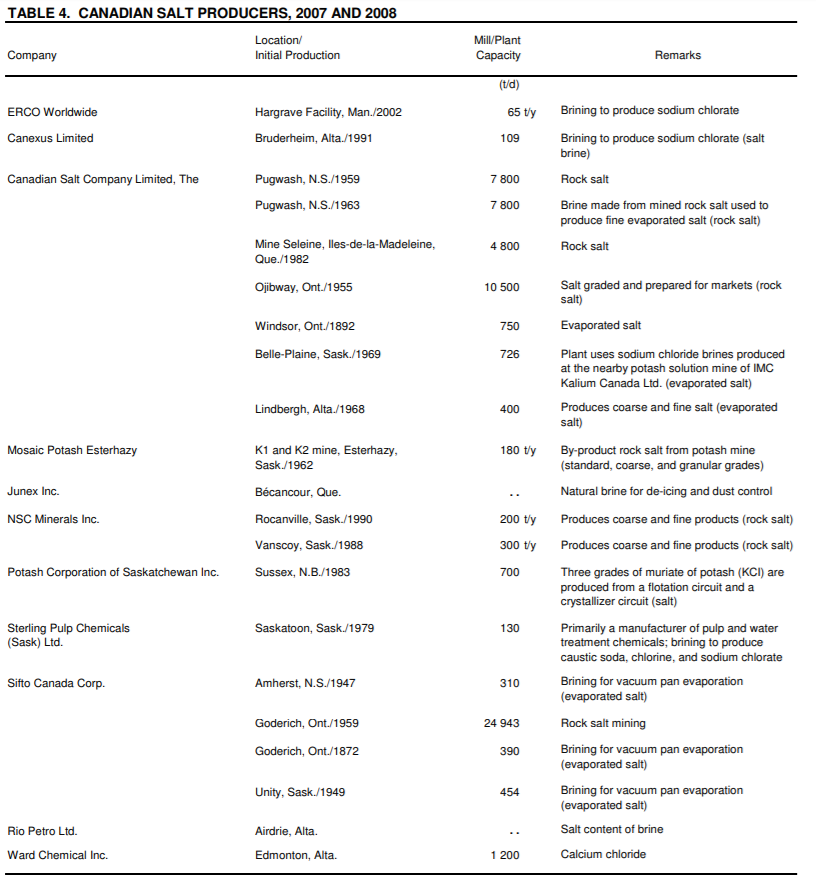 TABLE 4. CANADIAN SALT PRODUCERS, 2007 AND 2008
Company Location/ Initial Production Mill/Plant Capacity Remarks
(t/d)
ERCO Worldwide Hargrave Facility, Man./2002 65 t/y Brining to produce sodium chlorate
Canexus Limited Bruderheim, Alta./1991 109 Brining to produce sodium chlorate (salt
brine)
Canadian Salt Company Limited, The Pugwash, N.S./1959 7 800 Rock salt
Pugwash, N.S./1963 7 800 Brine made from mined rock salt used to
produce fine evaporated salt (rock salt)
Mine Seleine, Iles-de-la-Madeleine, 4 800 Rock salt
Que./1982
Ojibway, Ont./1955 10 500 Salt graded and prepared for markets (rock
salt)
Windsor, Ont./1892 750 Evaporated salt
Belle-Plaine, Sask./1969 726 Plant uses sodium chloride brines produced
at the nearby potash solution mine of IMC
Kalium Canada Ltd. (evaporated salt)
Lindbergh, Alta./1968 400 Produces coarse and fine salt (evaporated
salt)
Mosaic Potash Esterhazy K1 and K2 mine, Esterhazy, 180 t/y By-product rock salt from potash mine
Sask./1962 (standard, coarse, and granular grades)
Junex Inc. Bécancour, Que. . . Natural brine for de-icing and dust control
NSC Minerals Inc. Rocanville, Sask./1990 200 t/y Produces coarse and fine products (rock salt)
Vanscoy, Sask./1988 300 t/y Produces coarse and fine products (rock salt)
Potash Corporation of Saskatchewan Inc. Sussex, N.B./1983 700 Three grades of muriate of potash (KCl) are
produced from a flotation circuit and a
crystallizer circuit (salt)
Sterling Pulp Chemicals Saskatoon, Sask./1979 130 Primarily a manufacturer of pulp and water
(Sask) Ltd. treatment chemicals; brining to produce
caustic soda, chlorine, and sodium chlorate
Sifto Canada Corp. Amherst, N.S./1947 310 Brining for vacuum pan evaporation
(evaporated salt)
Goderich, Ont./1959 24 943 Rock salt mining
Goderich, Ont./1872 390 Brining for vacuum pan evaporation
(evaporated salt)
Unity, Sask./1949 454 Brining for vacuum pan evaporation
(evaporated salt)
Rio Petro Ltd. Airdrie, Alta. . . Salt content of brine
Ward Chemical Inc. Edmonton, Alta. 1 200 Calcium chloride